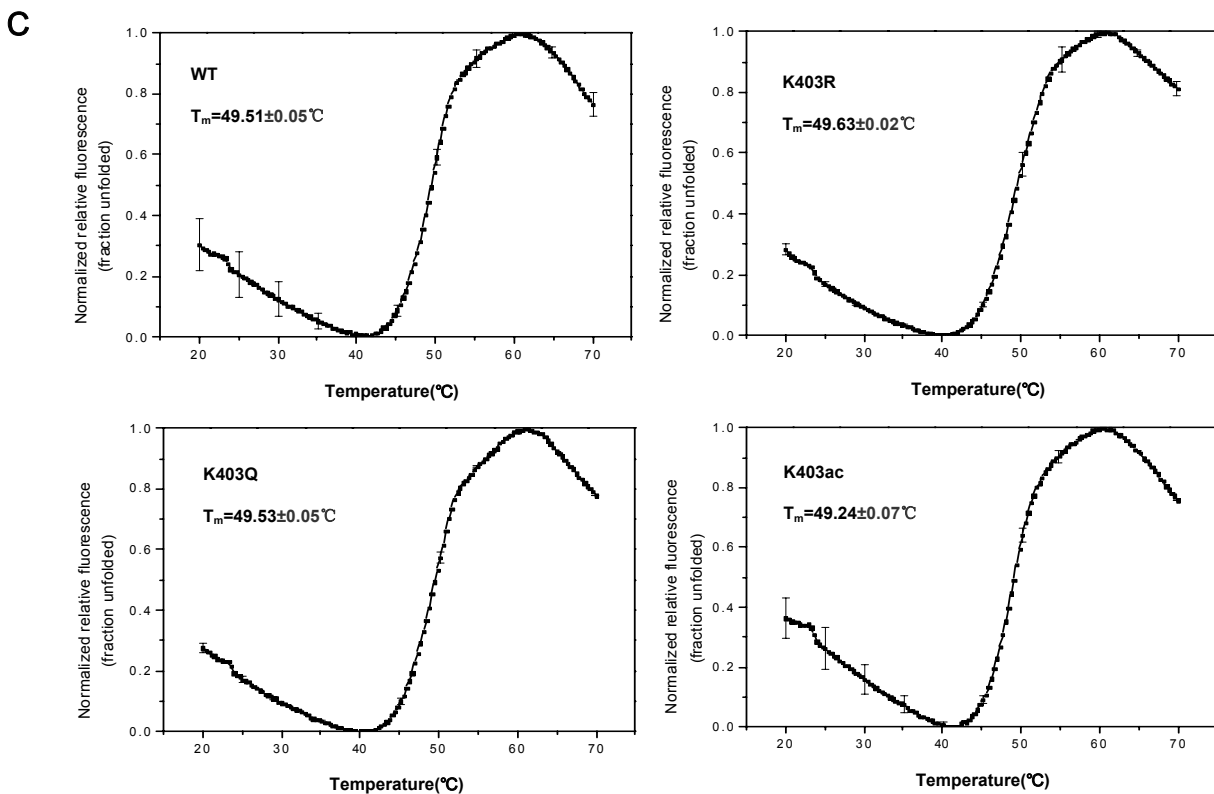 C
WT
Tm=49.51±0.05℃
Normalized relative fluorescence
(fraction unfolded)
1.0
0.8
0.6
0.4
0.2
0.0
20 30 40 50 60 70
Temperature(℃)
K403R
Tm=49.63±0.02℃
Normalized relative fluorescence
(fraction unfolded)
1.0
0.8
0.6
0.4
0.2
0.0
20 30 40 50 60 70
Temperature(℃)
K403Q
Tm=49.53±0.05℃
Normalized relative fluorescence
(fraction unfolded)
1.0
0.8
0.6
0.4
0.2
0.0
20 30 40 50 60 70
Temperature(℃)
K403ac
Tm=49.24±0.07℃
Normalized relative fluorescence
(fraction unfolded)
1.0
0.8
0.6
0.4
0.2
0.0
20 30 40 50 60 70
Temperature(℃)